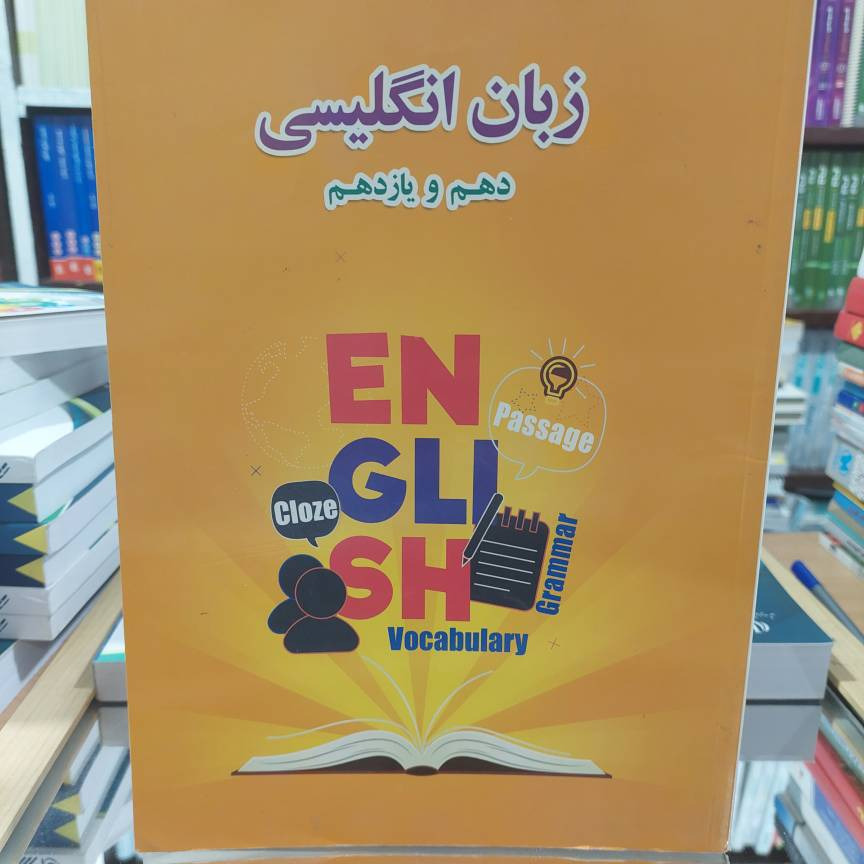 زبان انگلیسی
دهم و یازدهم
EN
Passage
GLI
Cloze
SH
Grammar
Vocabulary